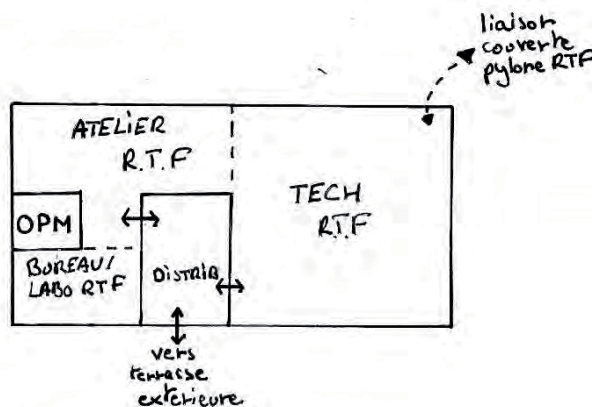 liaison
couverte
pylone RTF
ATELIER
R.T.F
TECH
RTF
OPM
BUREAU/
LABO RTF
DISTRIB
vers
terrasse
extérieure